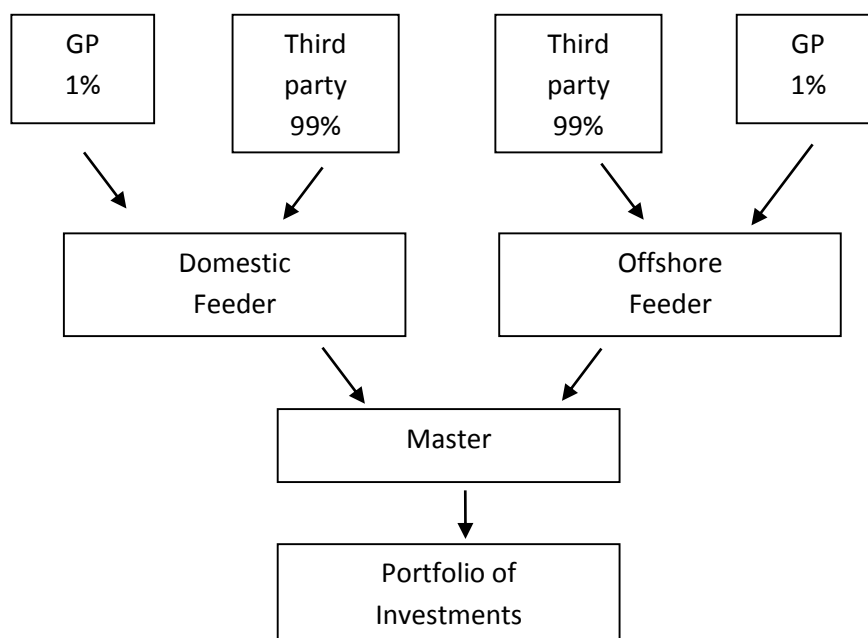 GP
1%
Third
party
99%
Third
party
99%
GP
1%
Domestic
Feeder
Offshore
Feeder
Master
Portfolio of
Investments